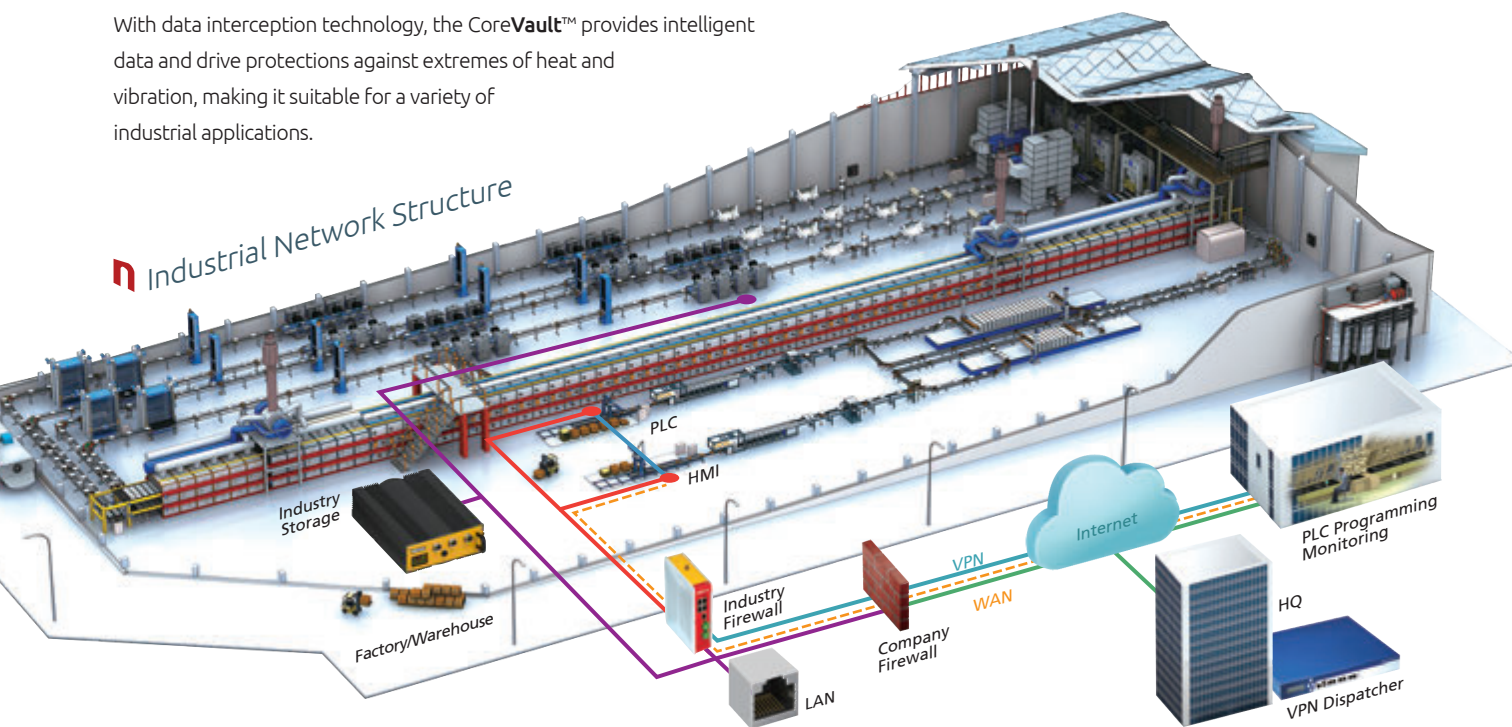 With data interception technology, the CoreVault™ provides intelligent
data and drive protections against extremes of heat and
vibration, making it suitable for a variety of
industrial applications.
n Industrial Network Structure
PLC
HMI
Industry
Storage
Internet
PLC Programming
Monitoring
VPN
WAN
Industry
Firewall
HQ
Factory/Warehouse
Company
Firewall
LAN
VPN Dispatcher